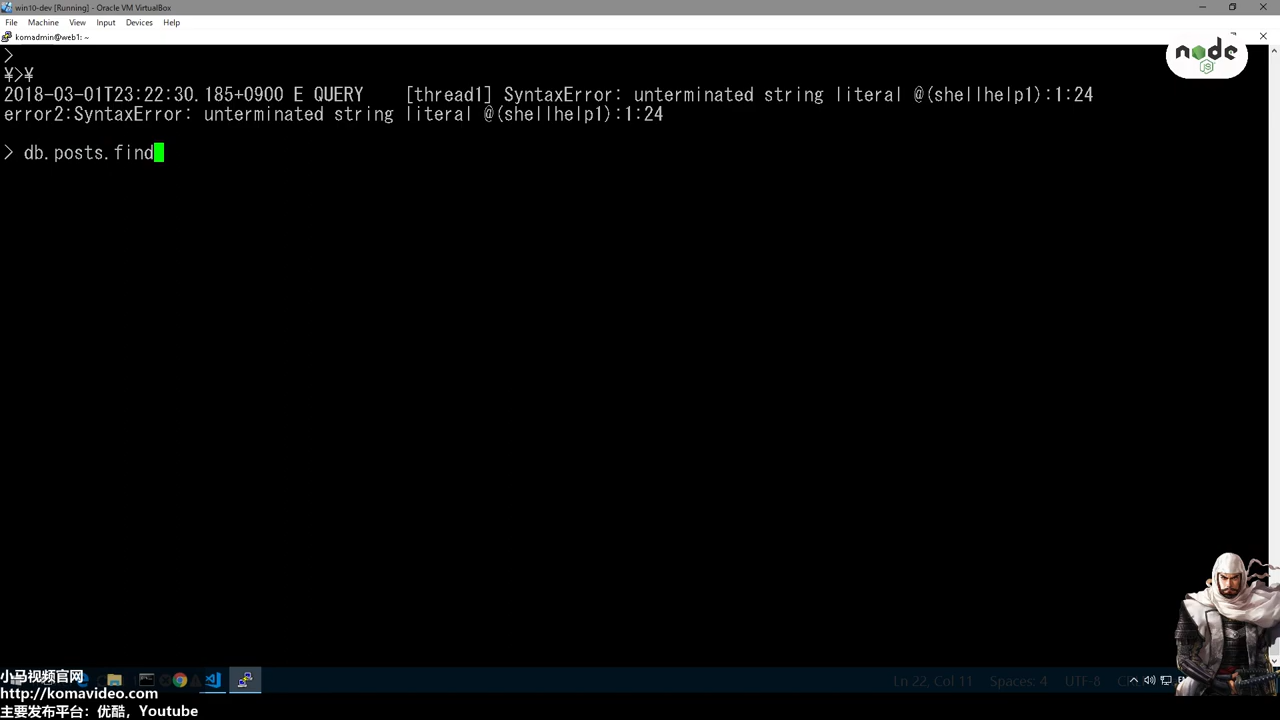 win10-dev [Running] - Oracle VM VirtualBox
File Machine View Input Devices Help
komadmin@web1: ~
node
JS
>
¥>¥
2018-03-01T23:22:30.185+0900 E QUERY [thread1] SyntaxError: unterminated string literal @(shellhelp1):1:24
error2:SyntaxError: unterminated string literal @(shellhelp1):1:24
> db.posts.find
Ln 22, Col 11 Spaces: 4 UTF-8
小马视频官网
http://komavideo.com
主要发布平台：优酷，Youtube